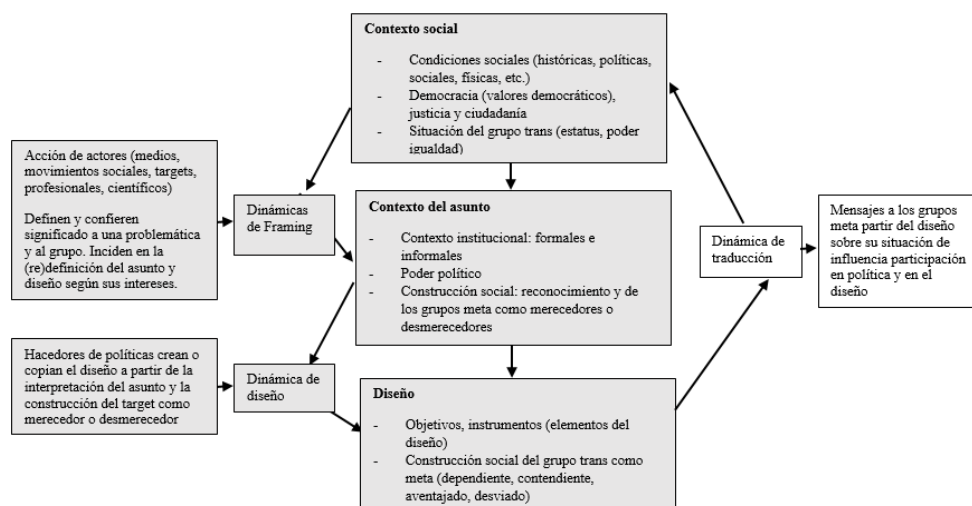 Contexto social
- Condiciones sociales (históricas, políticas,
sociales, físicas, etc.)
- Democracia (valores democráticos),
justicia y ciudadanía
- Situación del grupo trans (estatus, poder
igualdad)
Acción de actores (medios,
movimientos sociales, targets,
profesionales, científicos)
Definen y confieren
significado a una problemática
y al grupo. Inciden en la
(re)definición del asunto y
diseño según sus intereses.
Dinámicas
de Framing
Contexto del asunto
- Contexto institucional: formales e
informales
- Poder político
- Construcción social: reconocimiento y de
los grupos meta como merecedores o
desmerecedores
Dinámica de
traducción
Mensajes a los grupos
meta partir del diseño
sobre su situación de
influencia participación
en política y en el
diseño
Hacedores de políticas crean o
copian el diseño a partir de la
interpretación del asunto y la
construcción del target como
merecedor o desmerecedor
Dinámica de
diseño
Diseño
- Objetivos, instrumentos (elementos del
diseño)
- Construcción social del grupo trans como
meta (dependiente, contendiente,
aventajado, desviado)